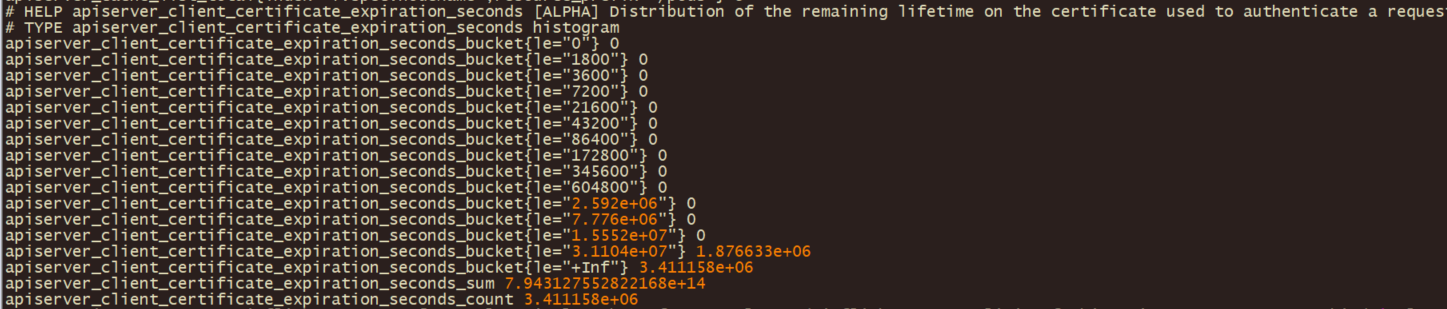 # HELP apiserver_client_certificate_expiration_seconds [ALPHA] Distribution of the remaining lifetime on the certificate used to authenticate a
# TYPE apiserver_client_certificate_expiration_seconds histogram
apiserver_client_certificate_expiration_seconds_bucket{le="0"} 0
apiserver_client_certificate_expiration_seconds_bucket{le="1800"} 0
apiserver_client_certificate_expiration_seconds_bucket{le="3600"} 0
apiserver_client_certificate_expiration_seconds_bucket{le="7200"} 0
apiserver_client_certificate_expiration_seconds_bucket{le="21600"} 0
apiserver_client_certificate_expiration_seconds_bucket{le="43200"} 0
apiserver_client_certificate_expiration_seconds_bucket{le="86400"} 0
apiserver_client_certificate_expiration_seconds_bucket{le="172800"} 0
apiserver_client_certificate_expiration_seconds_bucket{le="345600"} 0
apiserver_client_certificate_expiration_seconds_bucket{le="604800"} 0
apiserver_client_certificate_expiration_seconds_bucket{le="2.592e+06"} 0
apiserver_client_certificate_expiration_seconds_bucket{le="7.776e+06"} 0
apiserver_client_certificate_expiration_seconds_bucket{le="1.5552e+07"} 0
apiserver_client_certificate_expiration_seconds_bucket{le="3.1104e+07"} 1.876633e+06
apiserver_client_certificate_expiration_seconds_bucket{le="+Inf"} 3.411158e+06
apiserver_client_certificate_expiration_seconds_sum 7.943127552822168e+14
apiserver_client_certificate_expiration_seconds_count 3.411158e+06